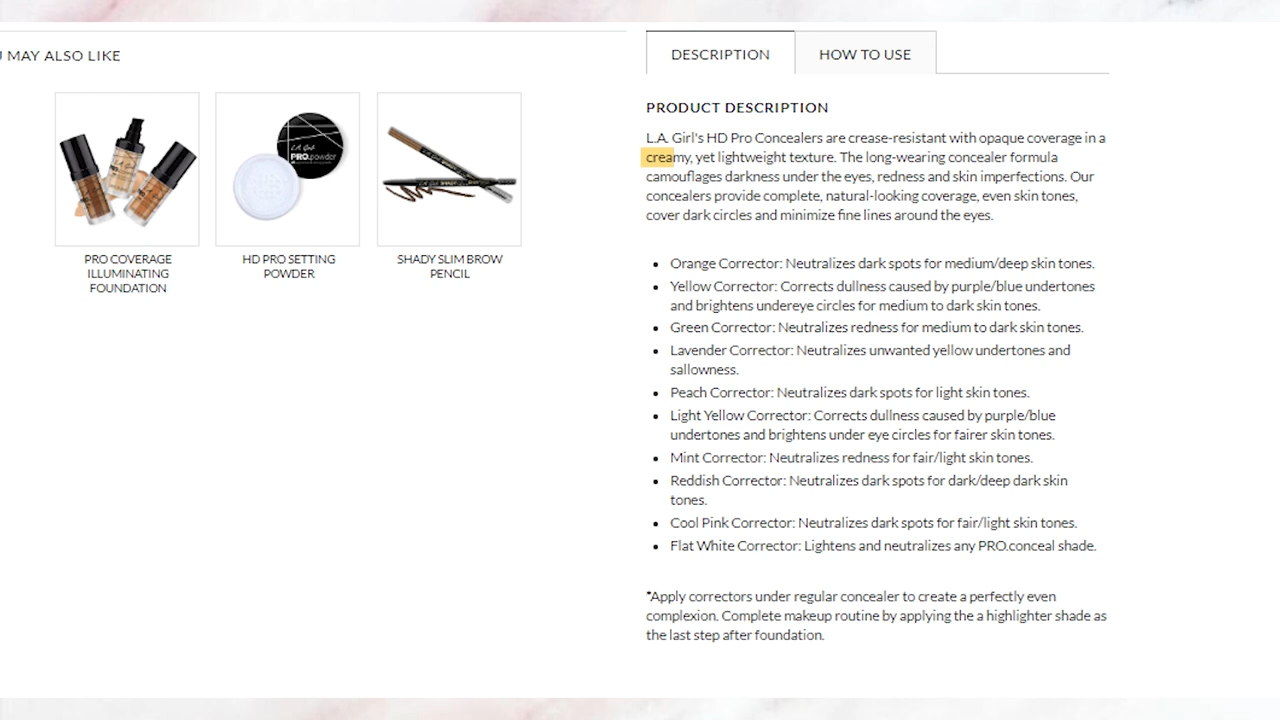 MAY ALSO LIKE
PRO COVERAGE
ILLUMINATING
FOUNDATION
L.A. Girl
PRO.powder
HD PRO SETTING
POWDER
SHADY SLIM BROW
PENCIL
DESCRIPTION
HOW TO USE
PRODUCT DESCRIPTION
L.A. Girl's HD Pro Concealers are crease-resistant with opaque coverage in a
creamy, yet lightweight texture. The long-wearing concealer formula
camouflages darkness under the eyes, redness and skin imperfections. Our
concealers provide complete, natural-looking coverage, even skin tones,
cover dark circles and minimize fine lines around the eyes.
• Orange Corrector: Neutralizes dark spots for medium/deep skin tones.
• Yellow Corrector: Corrects dullness caused by purple/blue undertones
and brightens undereye circles for medium to dark skin tones.
• Green Corrector: Neutralizes redness for medium to dark skin tones.
• Lavender Corrector: Neutralizes unwanted yellow undertones and
sallowness.
• Peach Corrector: Neutralizes dark spots for light skin tones.
• Light Yellow Corrector: Corrects dullness caused by purple/blue
undertones and brightens under eye circles for fairer skin tones.
• Mint Corrector: Neutralizes redness for fair/light skin tones.
• Reddish Corrector: Neutralizes dark spots for dark/deep dark skin
tones.
• Cool Pink Corrector: Neutralizes dark spots for fair/light skin tones.
• Flat White Corrector: Lightens and neutralizes any PRO.conceal shade.
*Apply correctors under regular concealer to create a perfectly even
complexion. Complete makeup routine by applying the a highlighter shade as
the last step after foundation.